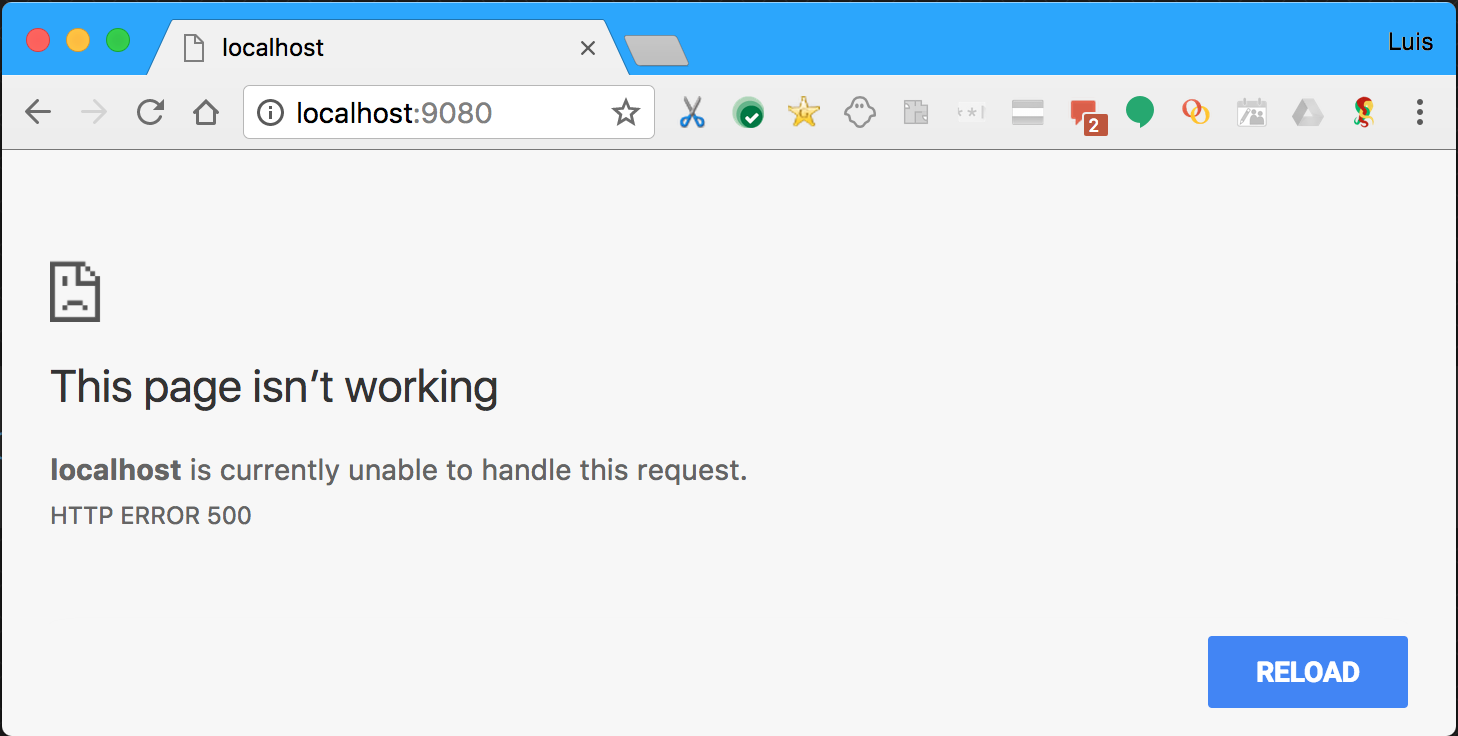 localhost
Luis
localhost:9080
2
This page isn’t working
localhost is currently unable to handle this request.
HTTP ERROR 500
RELOAD